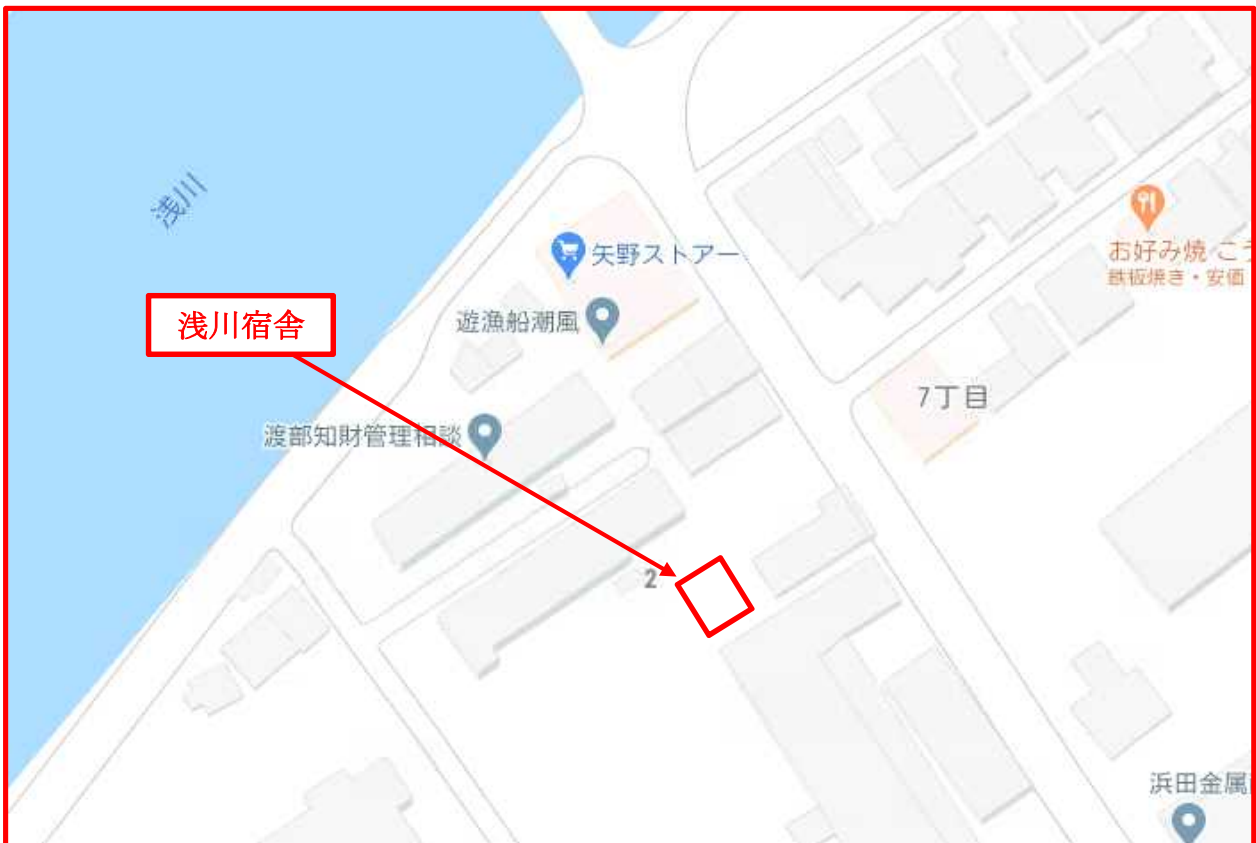 浅川
矢野ストアー
お好み焼 こ
鉄板焼き・安価
遊漁船潮風
浅川宿舎
7丁目
渡部知財管理相談
2
浜田金属